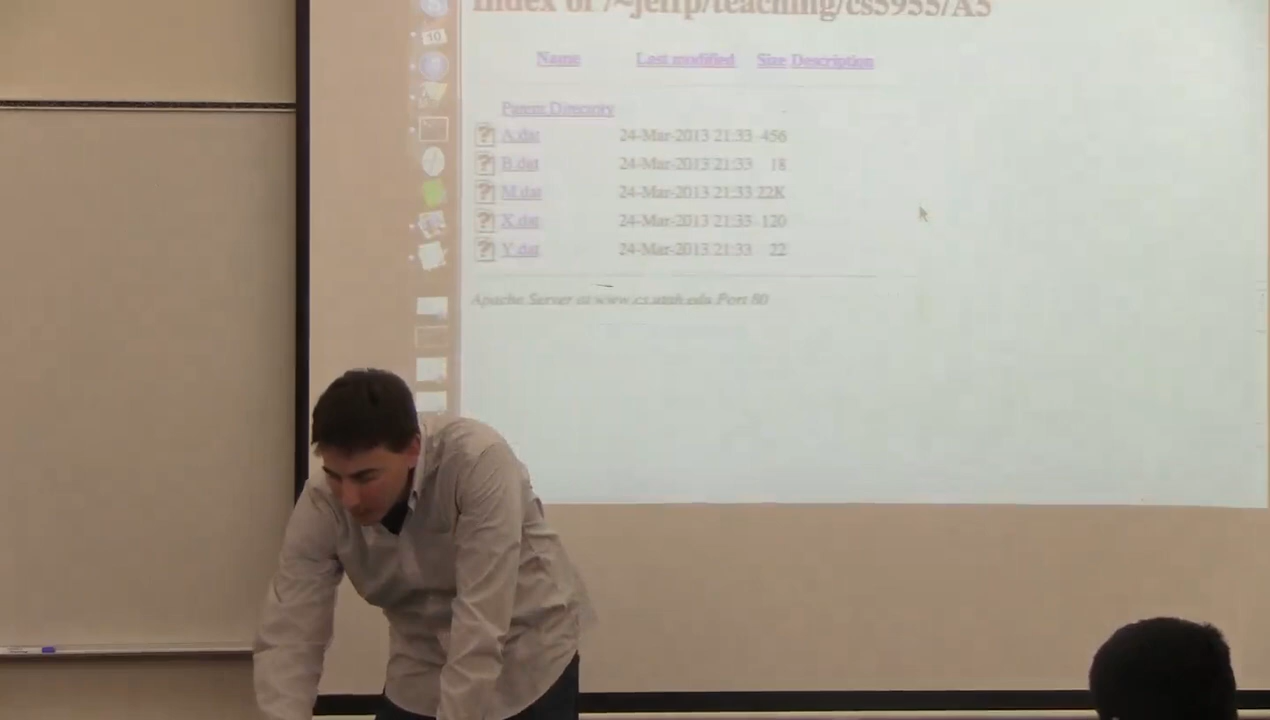 Index of /~jeffp/teaching/cs5955/A5
Name Last modified Size Description
Parent Directory -
A.dat 24-Mar-2013 21:33 456
B.dat 24-Mar-2013 21:33 18
M.dat 24-Mar-2013 21:33 22K
X.dat 24-Mar-2013 21:33 120
Y.dat 24-Mar-2013 21:33 22
Apache Server at www.cs.utah.edu Port 80